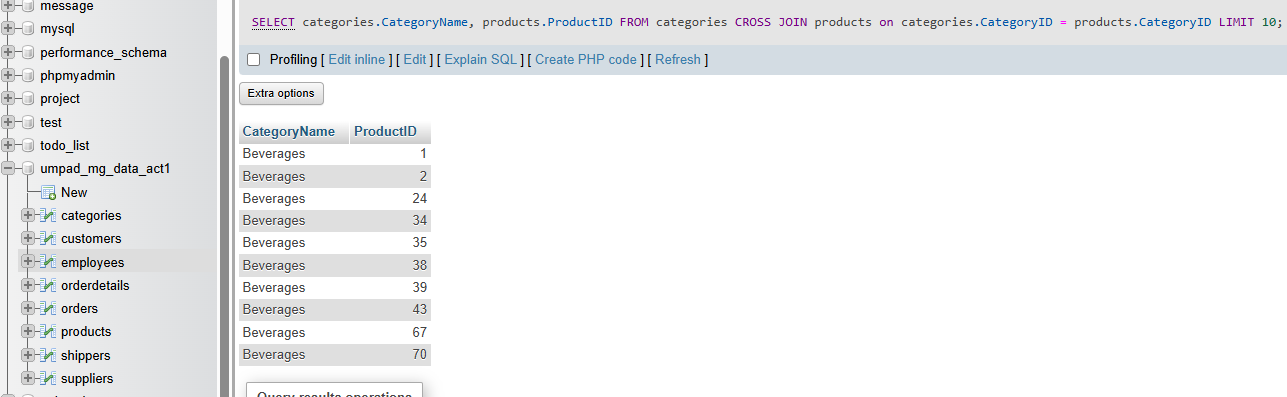 message
mysql
performance_schema
phpmyadmin
project
test
todo_list
umpad_mg_data_act1
New
categories
customers
employees
orderdetails
orders
products
shippers
suppliers
SELECT categories.CategoryName, products.ProductID FROM categories CROSS JOIN products on categories.CategoryID = products.CategoryID LIMIT 10;
Profiling [ Edit inline ] [ Edit ] [ Explain SQL ] [ Create PHP code ] [ Refresh ]
Extra options
CategoryName ProductID
Beverages 1
Beverages 2
Beverages 24
Beverages 34
Beverages 35
Beverages 38
Beverages 39
Beverages 43
Beverages 67
Beverages 70
Query results operations